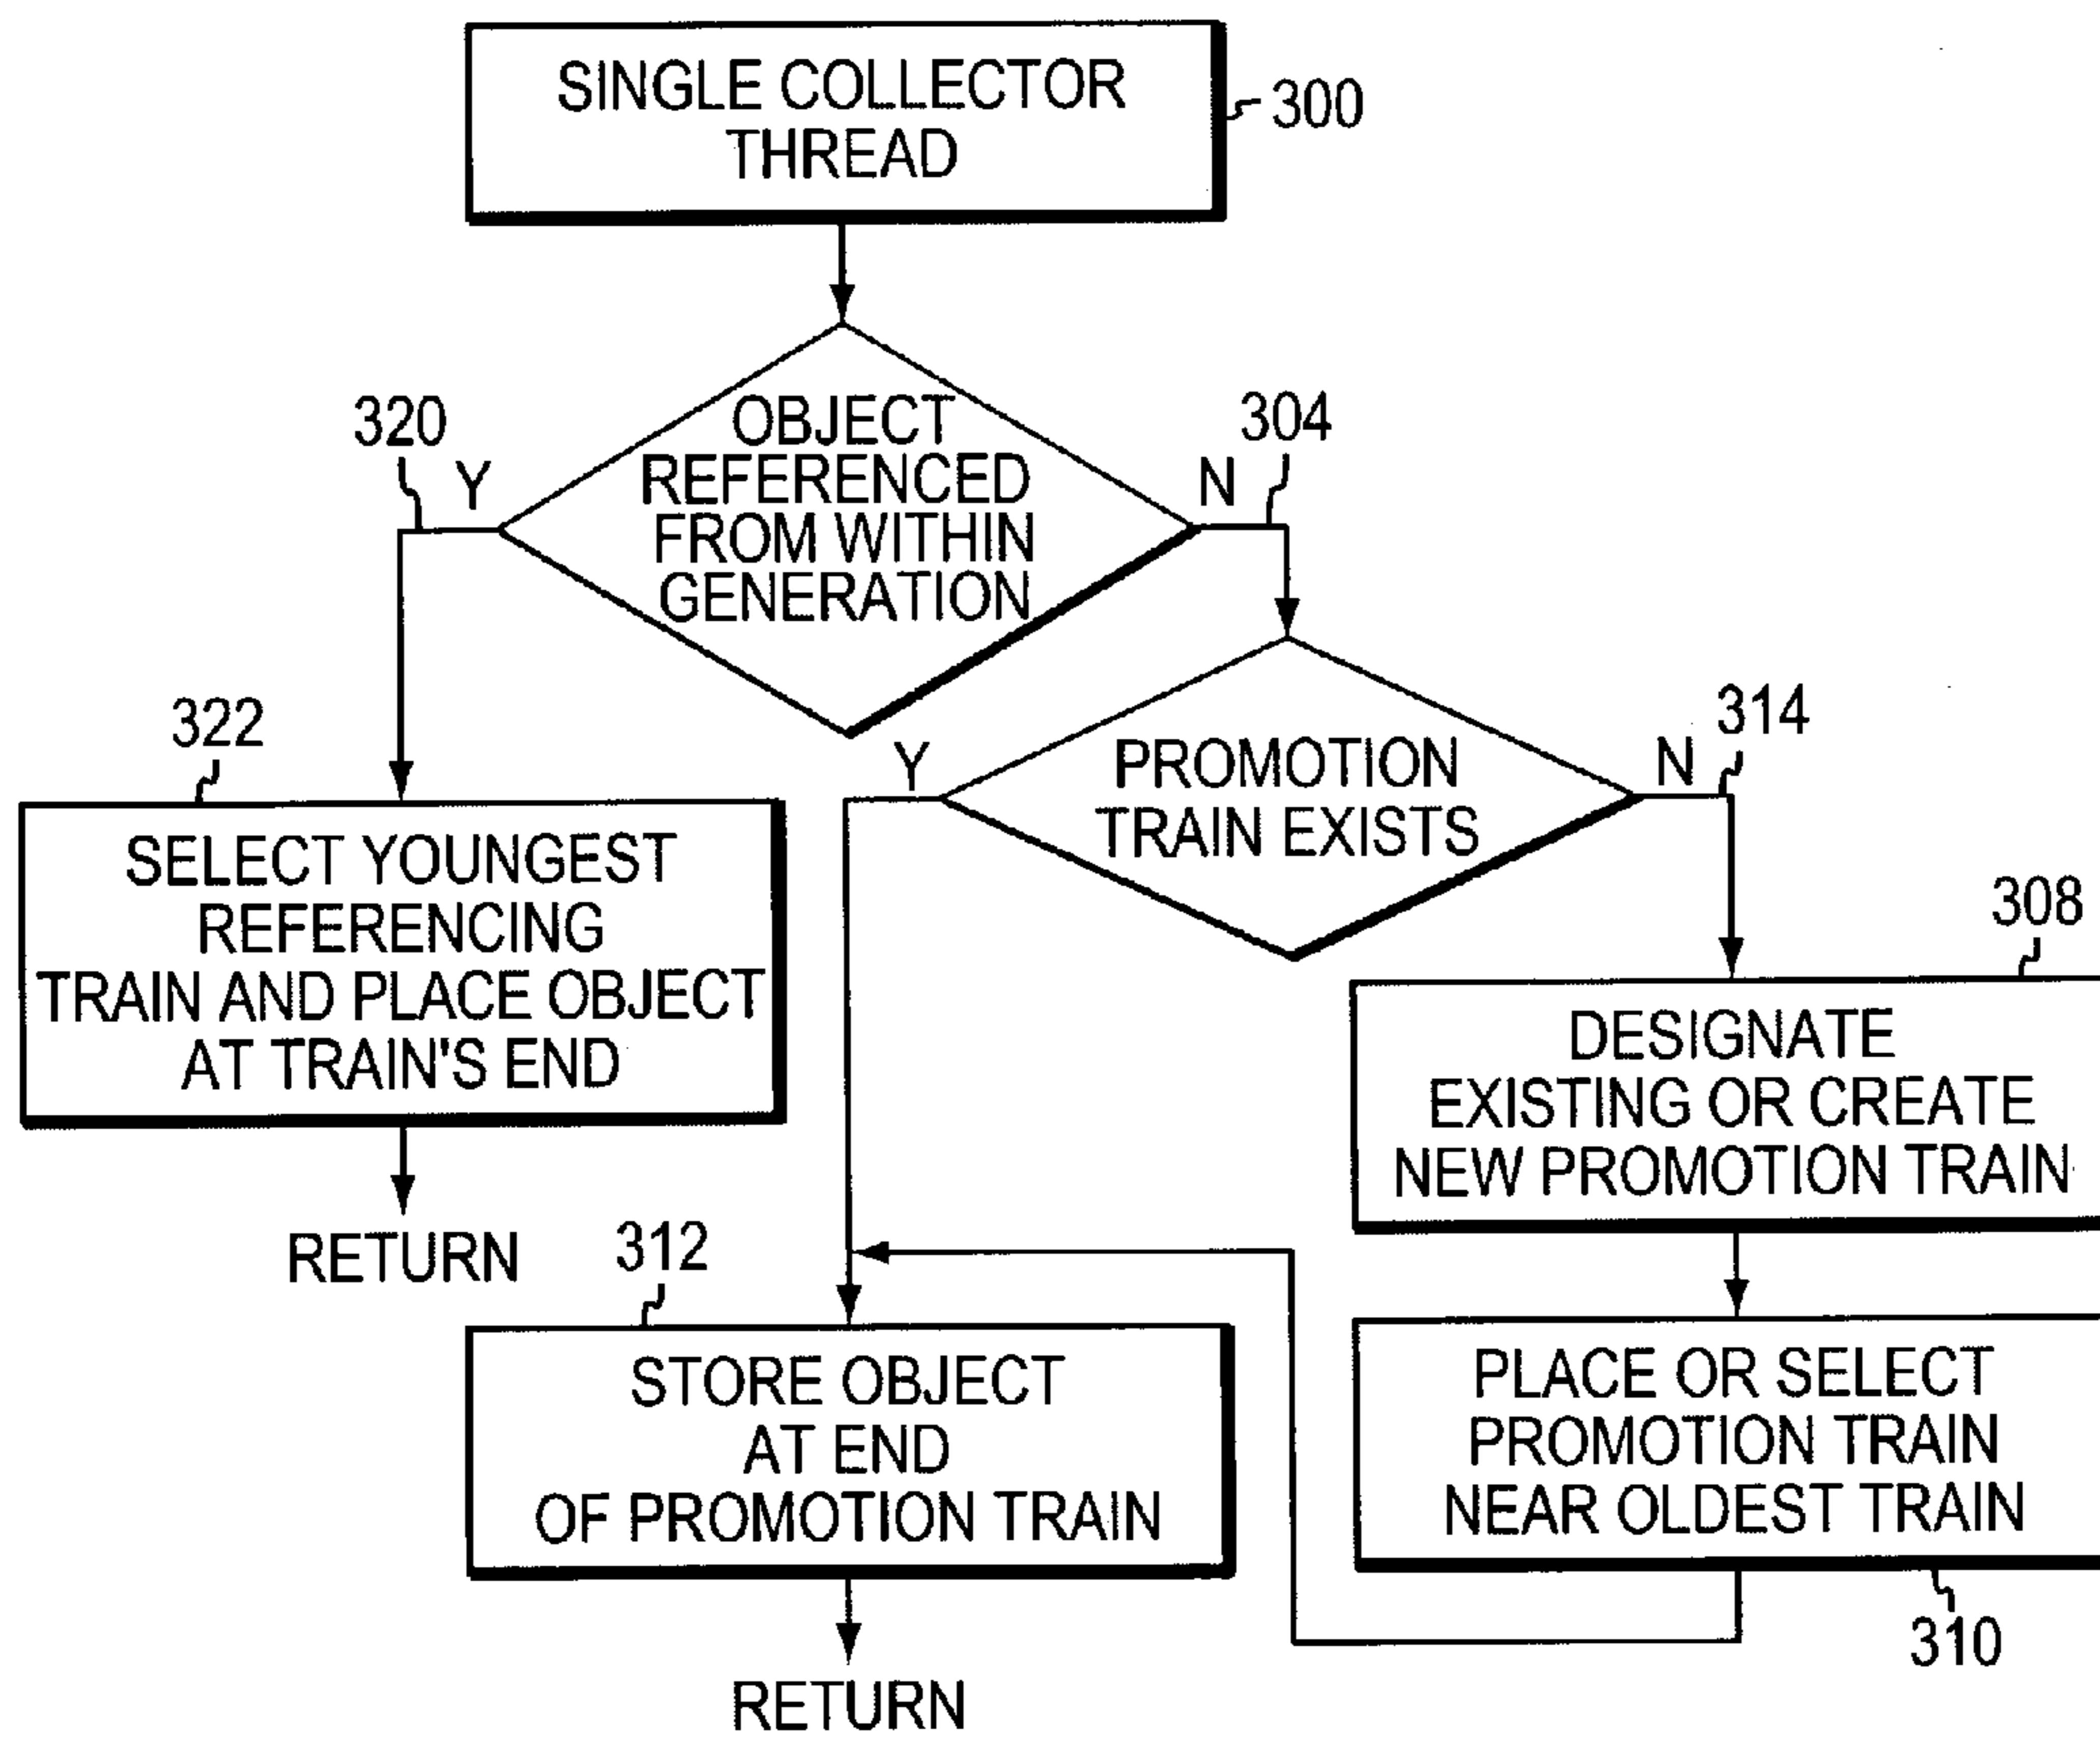 SINGLE COLLECTOR
THREAD
300
OBJECT
REFERENCED
FROM WITHIN
GENERATION
320
Y
304
N
322
SELECT YOUNGEST
REFERENCING
TRAIN AND PLACE OBJECT
AT TRAIN'S END
RETURN
PROMOTION
TRAIN EXISTS
Y
N
314
308
DESIGNATE
EXISTING OR CREATE
NEW PROMOTION TRAIN
312
STORE OBJECT
AT END
OF PROMOTION TRAIN
RETURN
PLACE OR SELECT
PROMOTION TRAIN
NEAR OLDEST TRAIN
310